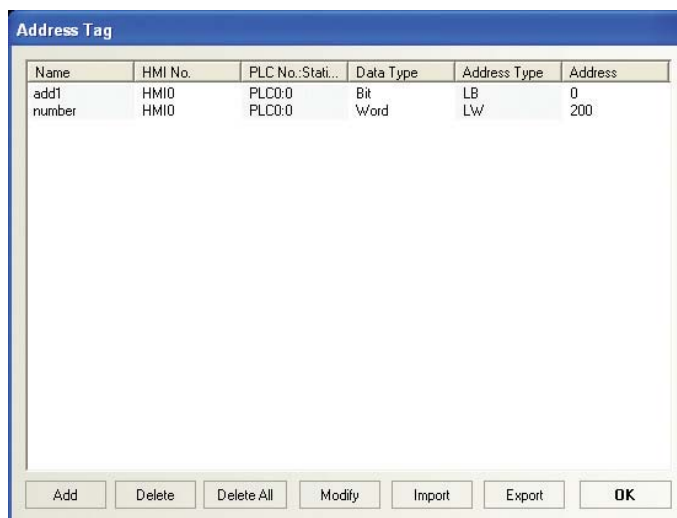 Address Tag
Name HMI No. PLC No.:Stati... Data Type Address Type Address
add1 HMI0 PLC0:0 Bit LB 0
number HMI0 PLC0:0 Word LW 200
Add Delete Delete All Modify Import Export OK